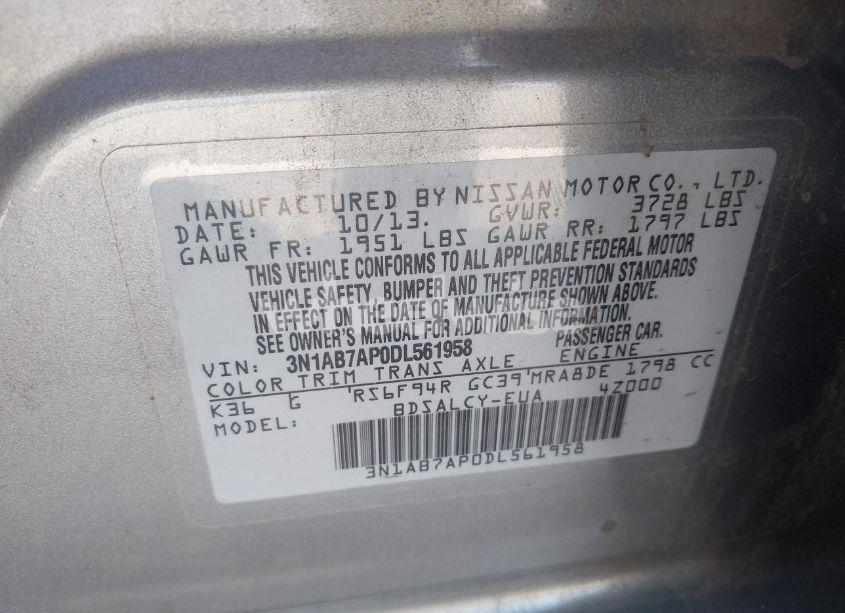 MANUFACTURED BY NISSAN MOTOR CO., LTD.
DATE: 10/13. GVWR: 3728 LBS
GAWR FR: 1951 LBS GAWR RR: 1797 LBS
THIS VEHICLE CONFORMS TO ALL APPLICABLE FEDERAL MOTOR
VEHICLE SAFETY, BUMPER AND THEFT PREVENTION STANDARDS
IN EFFECT ON THE DATE OF MANUFACTURE SHOWN ABOVE.
SEE OWNER'S MANUAL FOR ADDITIONAL INFORMATION.
VIN: 3N1AB7AP0DL561958 PASSENGER CAR.
COLOR TRIM TRANS AXLE ENGINE
K36 G RS6F94R GC39 MRA8DE 1798 CC
MODEL: BDSALCY-EUA 4Z000
3N1AB7AP0DL561958